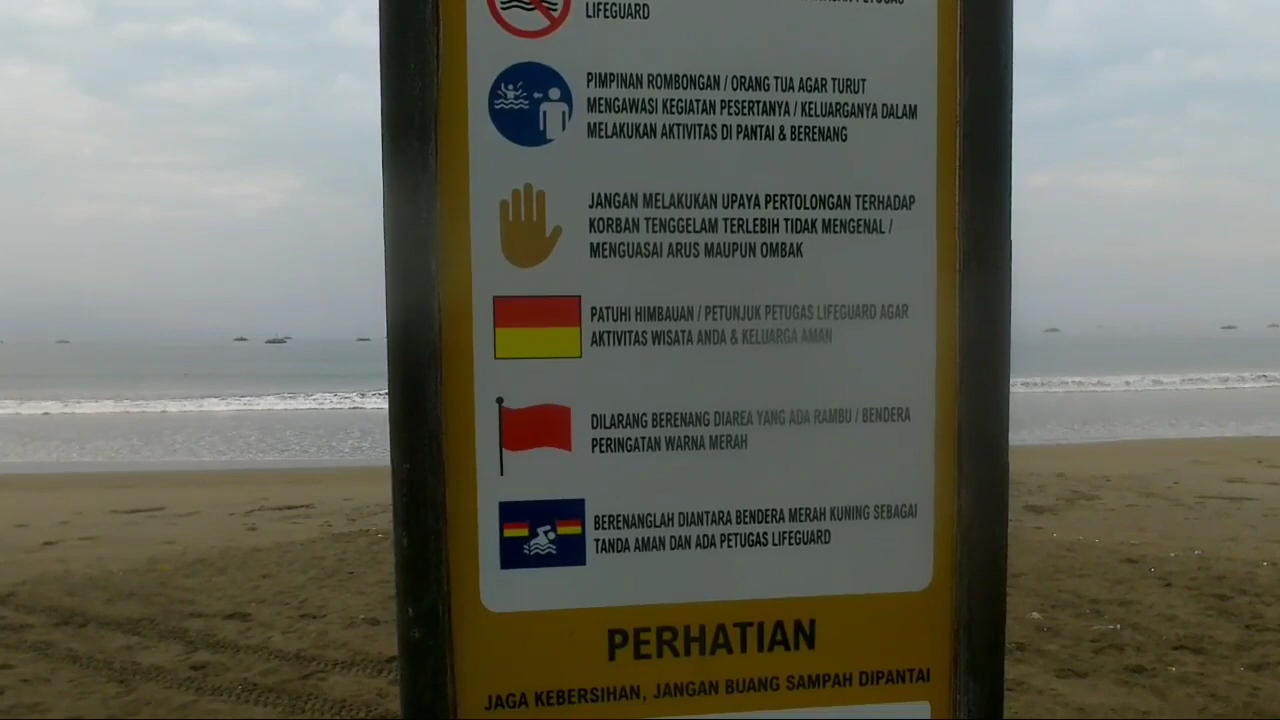 PETUGAS
LIFEGUARD
PIMPINAN ROMBONGAN / ORANG TUA AGAR TURUT
MENGAWASI KEGIATAN PESERTANYA / KELUARGANYA DALAM
MELAKUKAN AKTIVITAS DI PANTAI & BERENANG
JANGAN MELAKUKAN UPAYA PERTOLONGAN TERHADAP
KORBAN TENGGELAM TERLEBIH TIDAK MENGENAL /
MENGUASAI ARUS MAUPUN OMBAK
PATUHI HIMBAUAN / PETUNJUK PETUGAS LIFEGUARD AGAR
AKTIVITAS WISATA ANDA & KELUARGA AMAN
DILARANG BERENANG DIAREA YANG ADA RAMBU / BENDERA
PERINGATAN WARNA MERAH
BERENANGLAH DIANTARA BENDERA MERAH KUNING SEBAGAI
TANDA AMAN DAN ADA PETUGAS LIFEGUARD
PERHATIAN
JAGA KEBERSIHAN, JANGAN BUANG SAMPAH DIPANTAI